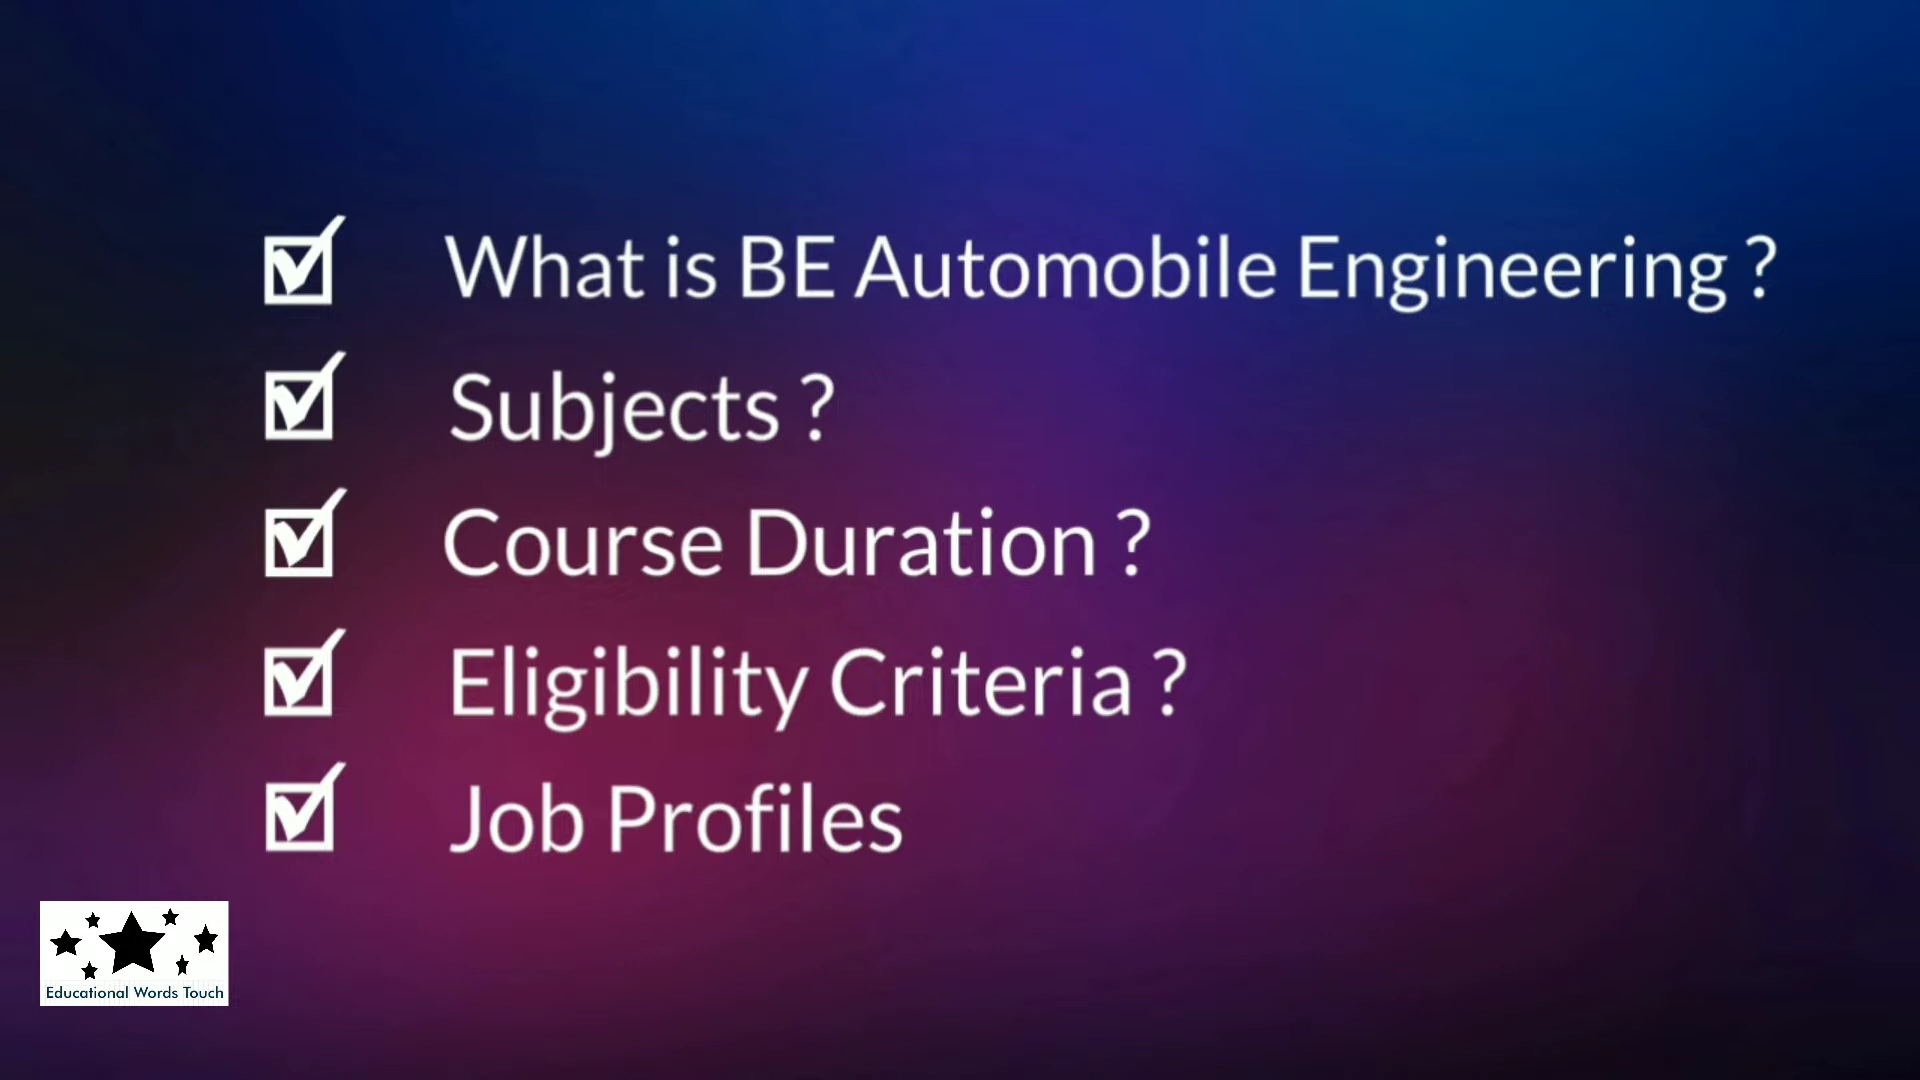 What is BE Automobile Engineering ?
Subjects ?
Course Duration ?
Eligibility Criteria ?
Job Profiles
Educational Words Touch